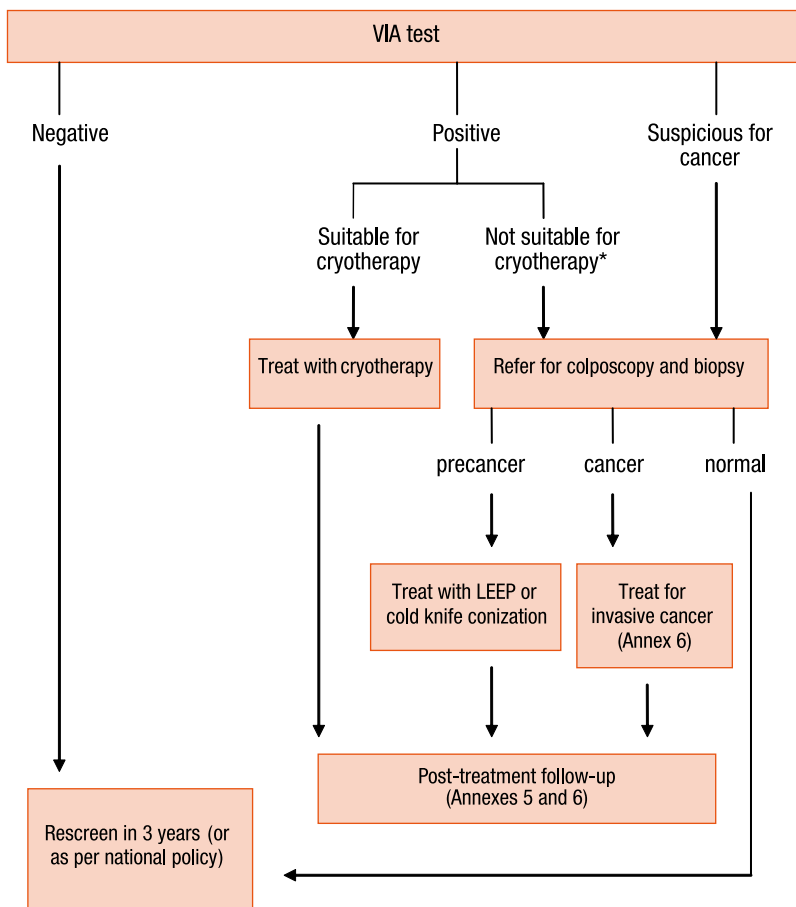 VIA test
Negative
Positive
Suspicious for
cancer
Suitable for
cryotherapy
Not suitable for
cryotherapy*
Treat with cryotherapy
Refer for colposcopy and biopsy
precancer
cancer
normal
Treat with LEEP or
cold knife conization
Treat for
invasive cancer
(Annex 6)
Post-treatment follow-up
(Annexes 5 and 6)
Rescreen in 3 years (or
as per national policy)